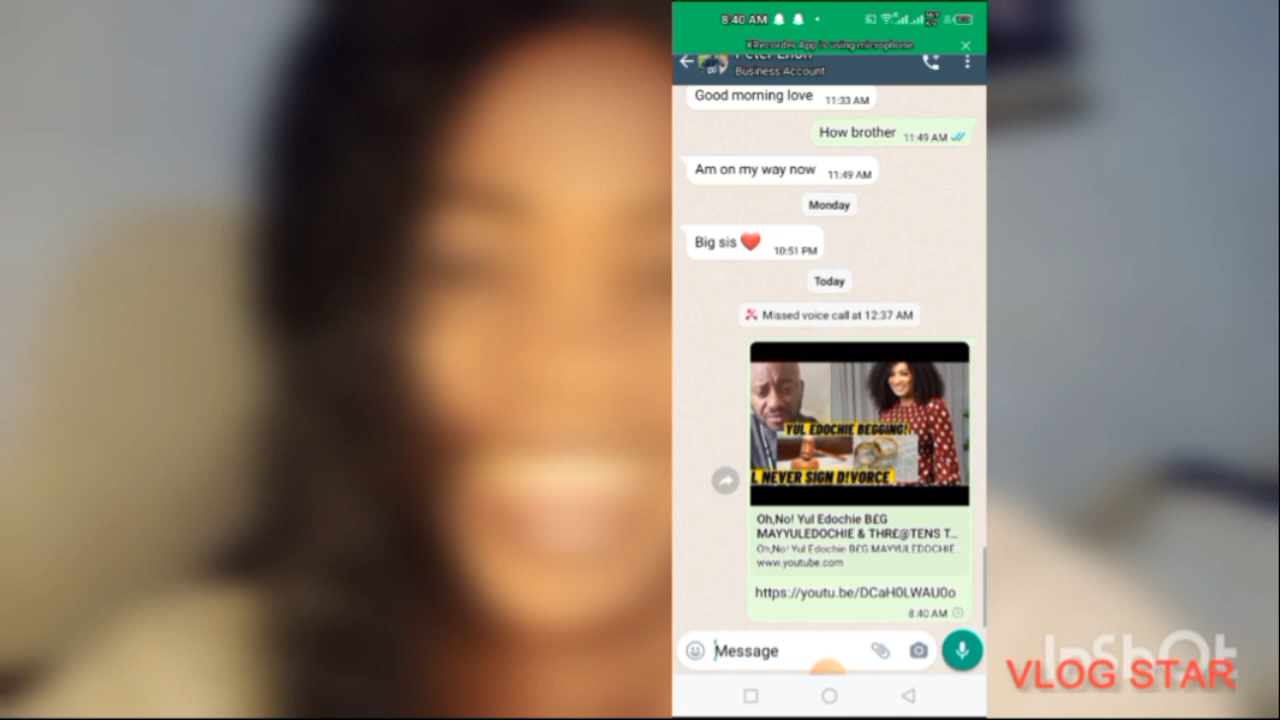 8:40 AM
XRecorder App is using microphone
Business Account
Good morning love 11:33 AM
How brother 11:49 AM
Am on my way now 11:49 AM
Monday
Big sis 10:51 PM
Today
Missed voice call at 12:37 AM
YUL EDOCHIE BEGGING!
L NEVER SIGN D!VORCE
Oh,No! Yul Edochie B£G
MAYYULEDOCHIE & THR£@TENS T...
Oh,No! Yul Edochie B£G MAYYULEDOCHIE
www.youtube.com
https://youtu.be/DCaH0LWAU0o
8:40 AM
Message
InShOt
VLOG STAR